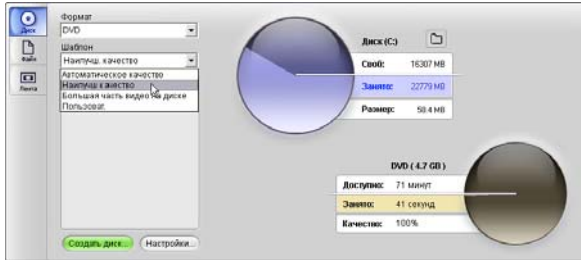 Диск
Файл
Лента
Формат
DVD
Шаблон
Наилучш. качество
Автоматическое качество
Наилучш качество
Большая часть видео на диске
Пользоват.
Создать диск...
Настройки...
Диск (C:)
Своб: 16307 MB
Занято: 22779 MB
Размер: 58.4 MB
DVD ( 4.7 GB )
Доступно: 71 минут
Занято: 41 секунд
Качество: 100%